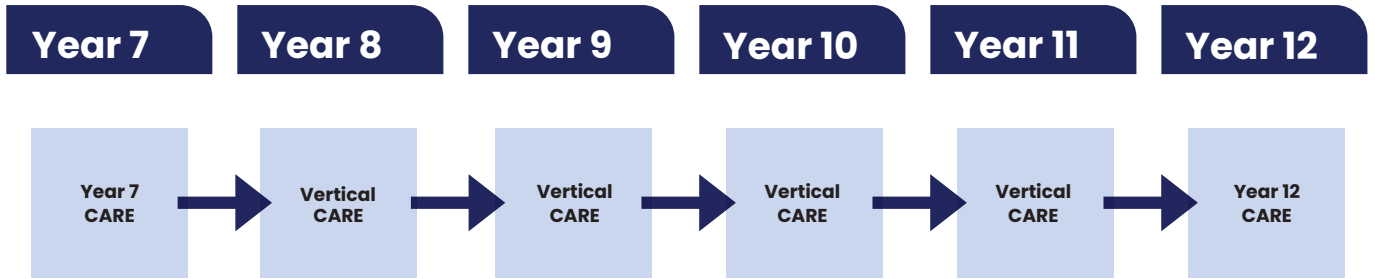 Year 7
Year 8
Year 9
Year 10
Year 11
Year 12
Year 7
CARE
Vertical
CARE
Vertical
CARE
Vertical
CARE
Vertical
CARE
Year 12
CARE